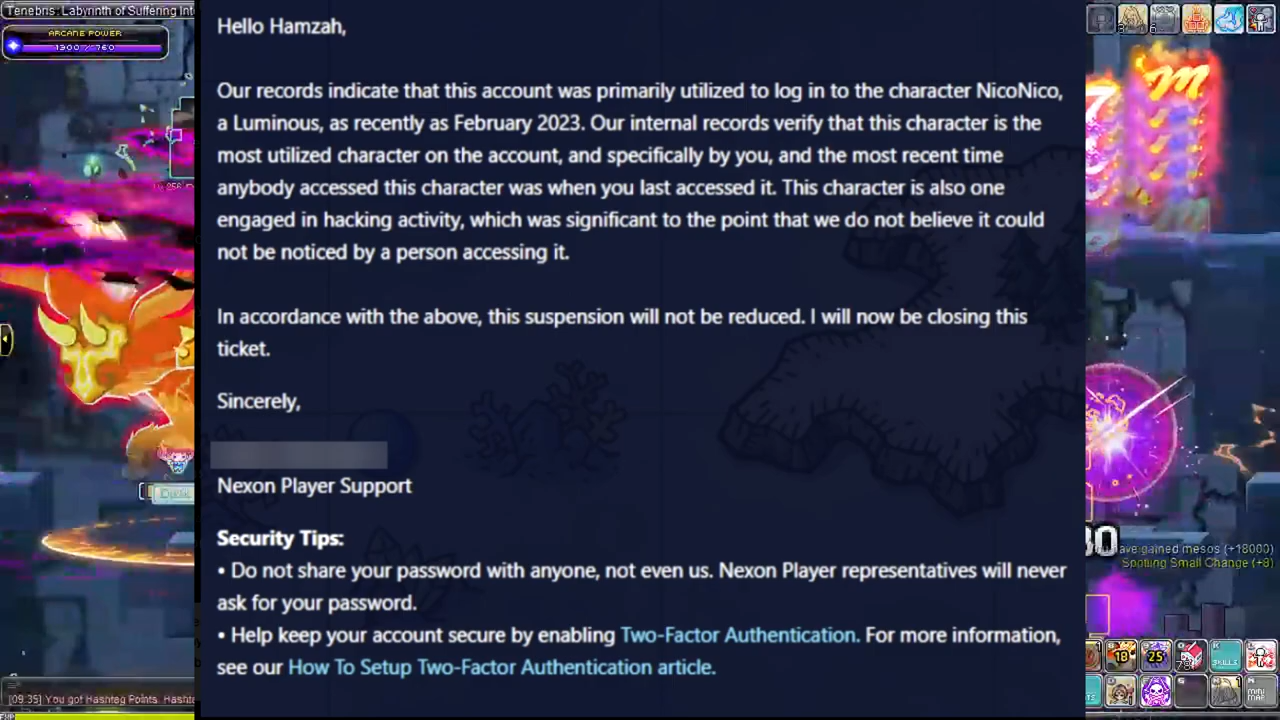 Tenebris: Labyrinth of Suffering Int
ARCANE POWER
1300 / 760
Hello Hamzah,
Our records indicate that this account was primarily utilized to log in to the character NicoNico,
a Luminous, as recently as February 2023. Our internal records verify that this character is the
most utilized character on the account, and specifically by you, and the most recent time
anybody accessed this character was when you last accessed it. This character is also one
engaged in hacking activity, which was significant to the point that we do not believe it could
not be noticed by a person accessing it.
In accordance with the above, this suspension will not be reduced. I will now be closing this
ticket.
Sincerely,
Nexon Player Support
Security Tips:
• Do not share your password with anyone, not even us. Nexon Player representatives will never
ask for your password.
• Help keep your account secure by enabling Two-Factor Authentication. For more information,
see our How To Setup Two-Factor Authentication article.
have gained mesos (+18000)
Spotting Small Change (+8)
18
25
SKILLS
MINI
MAP
[09:35] You got Hashtag Points. Hashta